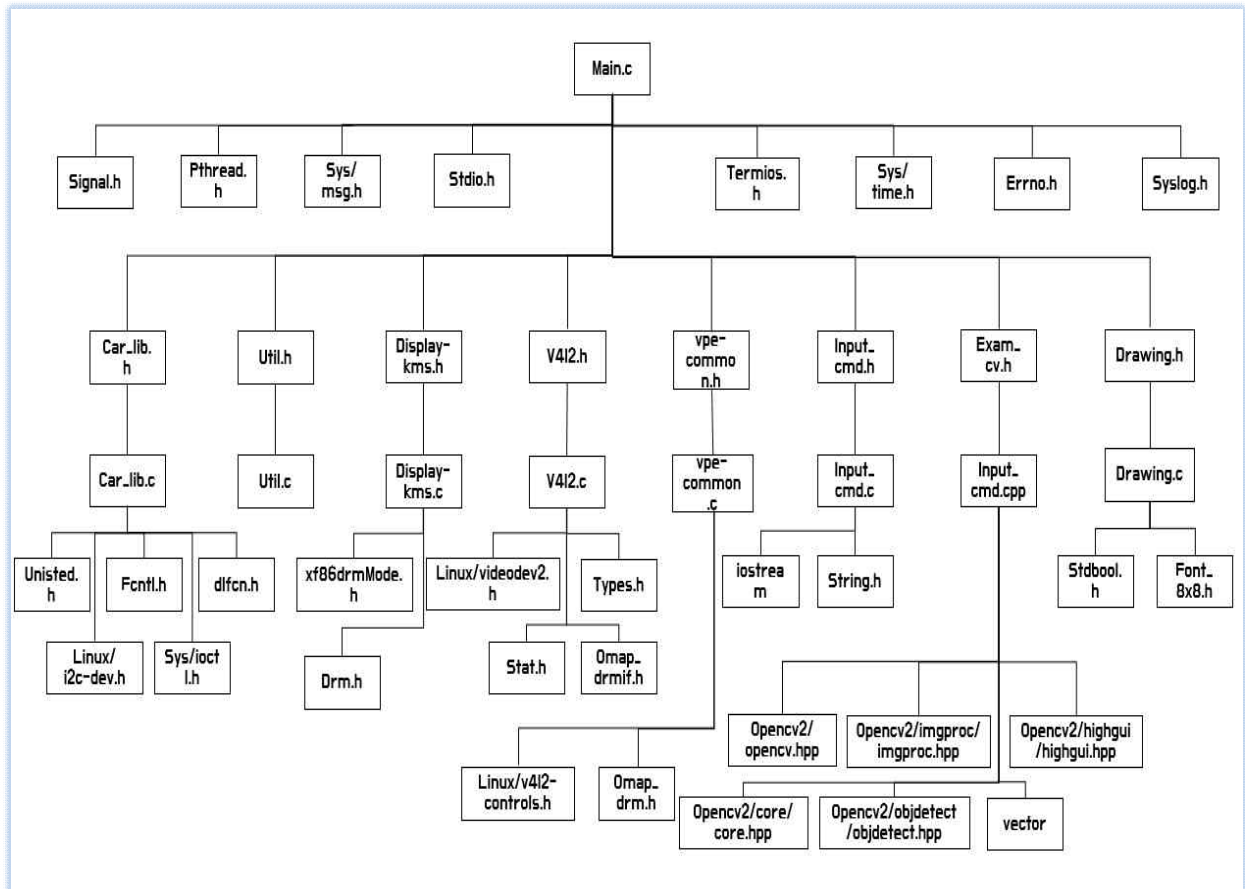 Main.c
Signal.h
Pthread.
h
Sys/
msg.h
Stdio.h
Termios.
h
Sys/
time.h
Errno.h
Syslog.h
Car_lib.
h
Util.h
Display-
kms.h
V4l2.h
vpe-
commo
n.h
Input_
cmd.h
Exam_
cv.h
Drawing.h
Car_lib.c
Util.c
Display-
kms.c
V4l2.c
vpe-
common
.c
Input_
cmd.c
Input_
cmd.cpp
Drawing.c
Unisted.
h
Fcntl.h
dlfcn.h
xf86drmMode.
h
Linux/videodev2.
h
Types.h
iostrea
m
String.h
Stdbool.
h
Font_
8x8.h
Linux/
i2c-dev.h
Sys/ioct
l.h
Drm.h
Stat.h
Omap_
drmif.h
Opencv2/
opencv.hpp
Opencv2/imgproc/
imgproc.hpp
Opencv2/highgui
/highgui.hpp
Linux/v4l2-
controls.h
Omap_
drm.h
Opencv2/core/
core.hpp
Opencv2/objdetect
/objdetect.hpp
vector